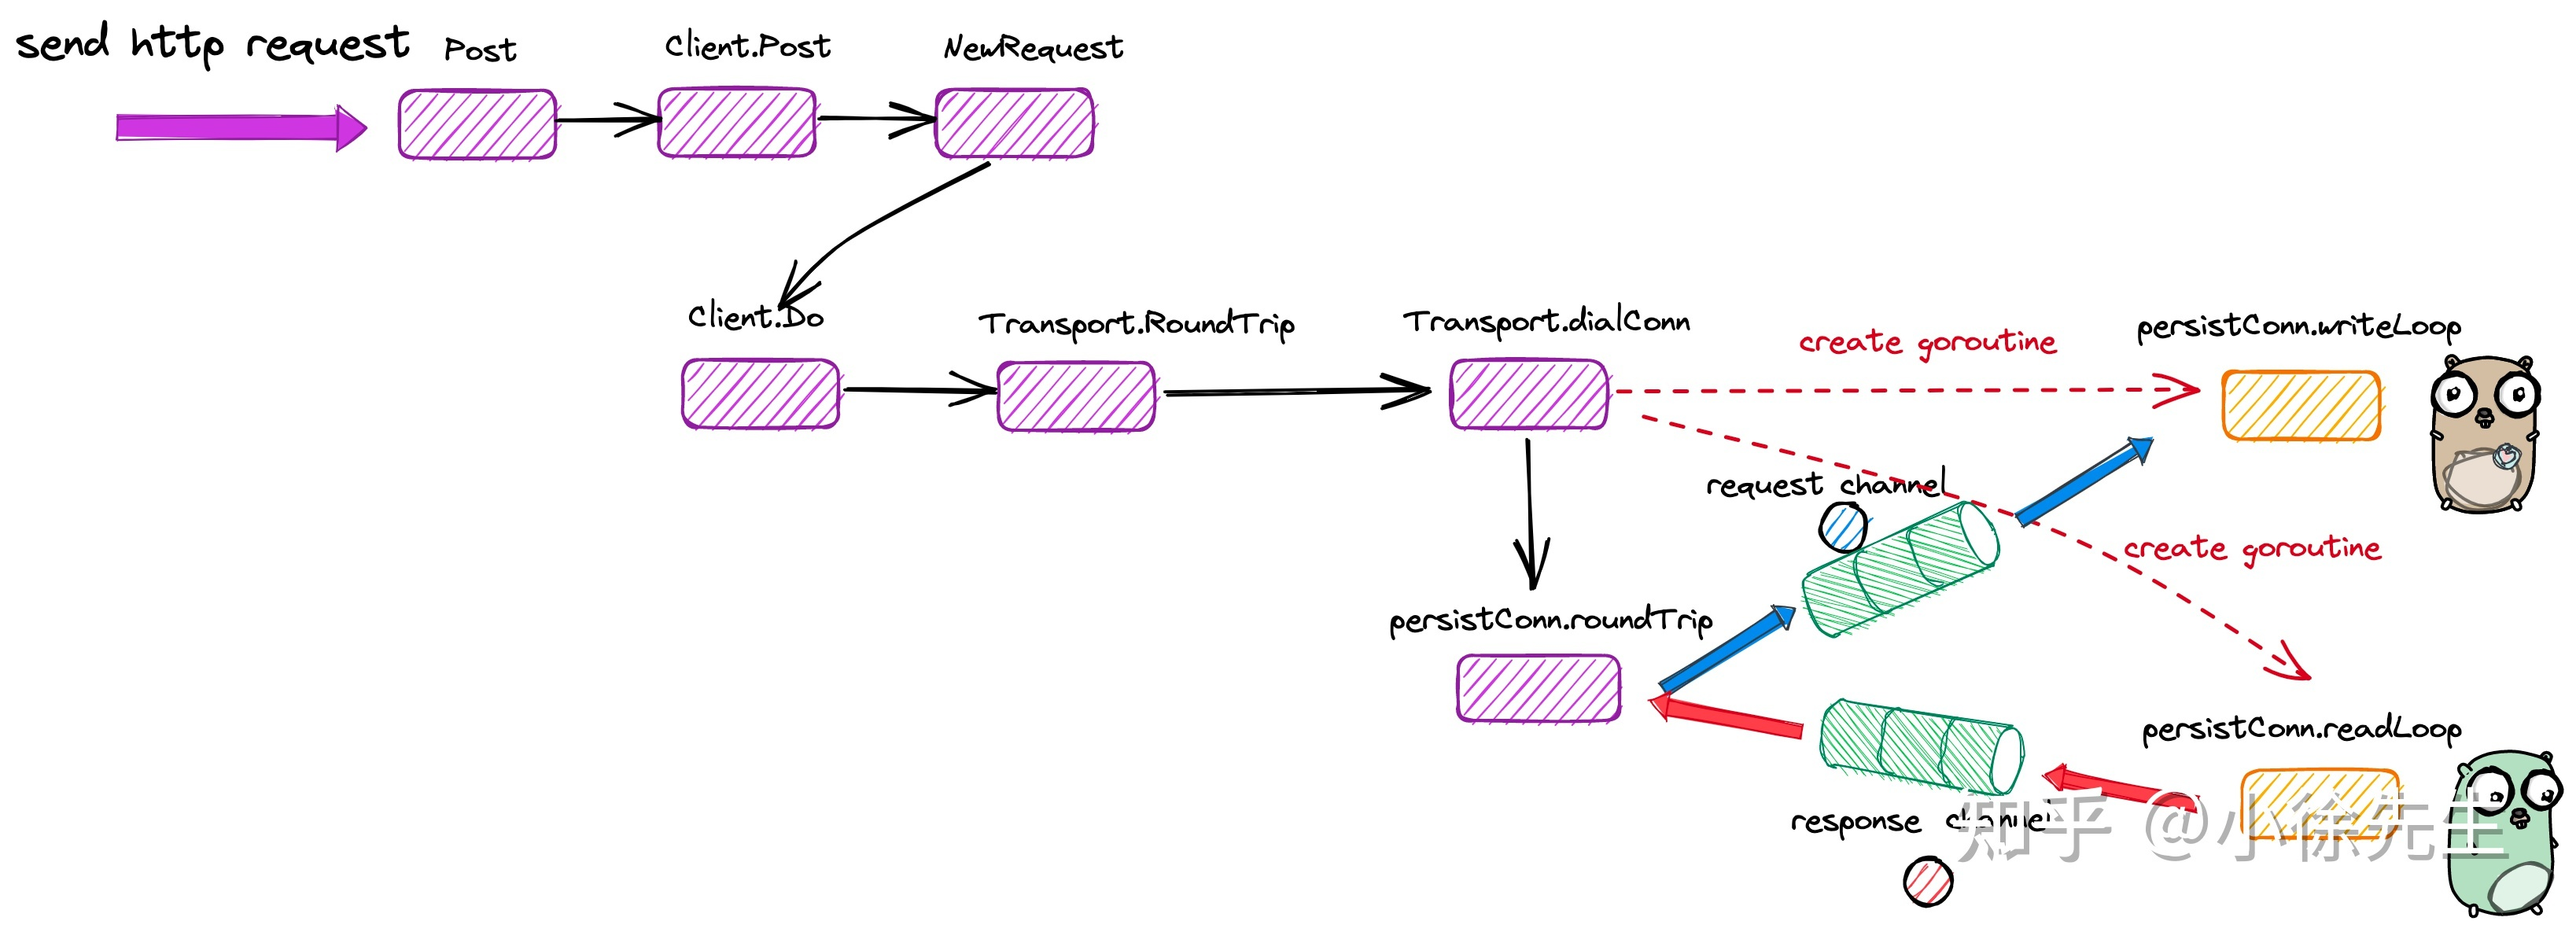 send http request
Post
Client.Post
NewRequest
Client.Do
Transport.RoundTrip
Transport.dialConn
create goroutine
persistConn.writeLoop
request channel
create goroutine
persistConn.roundTrip
persistConn.readLoop
response channel
知乎 @小徐先生